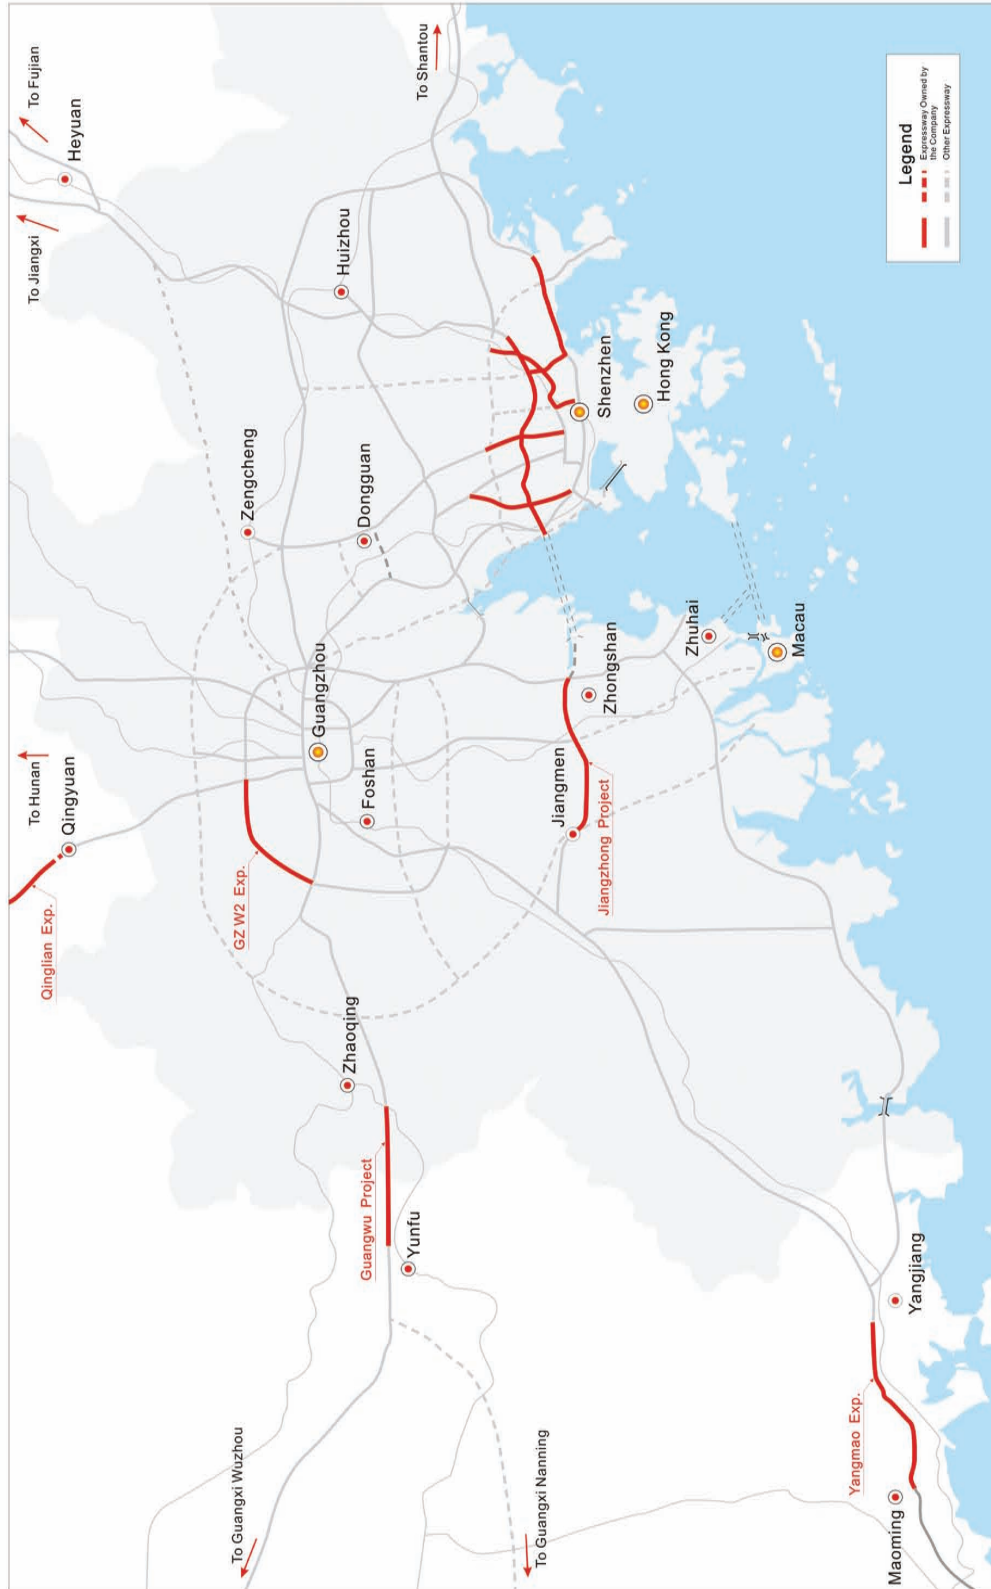 To Hunan
Qingyuan
Qinglian Exp.
To Jiangxi
To Fujian
Heyuan
To Shantou
Zengcheng
Huizhou
GZ W2 Exp.
Guangzhou
Dongguan
Foshan
Zhaoqing
Guangwu Project
Yunfu
To Guangxi Wuzhou
To Guangxi Nanning
Jiangmen
Jiangzhong Project
Zhongshan
Shenzhen
Hong Kong
Zhuhai
Macau
Yangjiang
Yangmao Exp.
Maoming
Legend
Expressway Owned by
the Company
Other Expressway